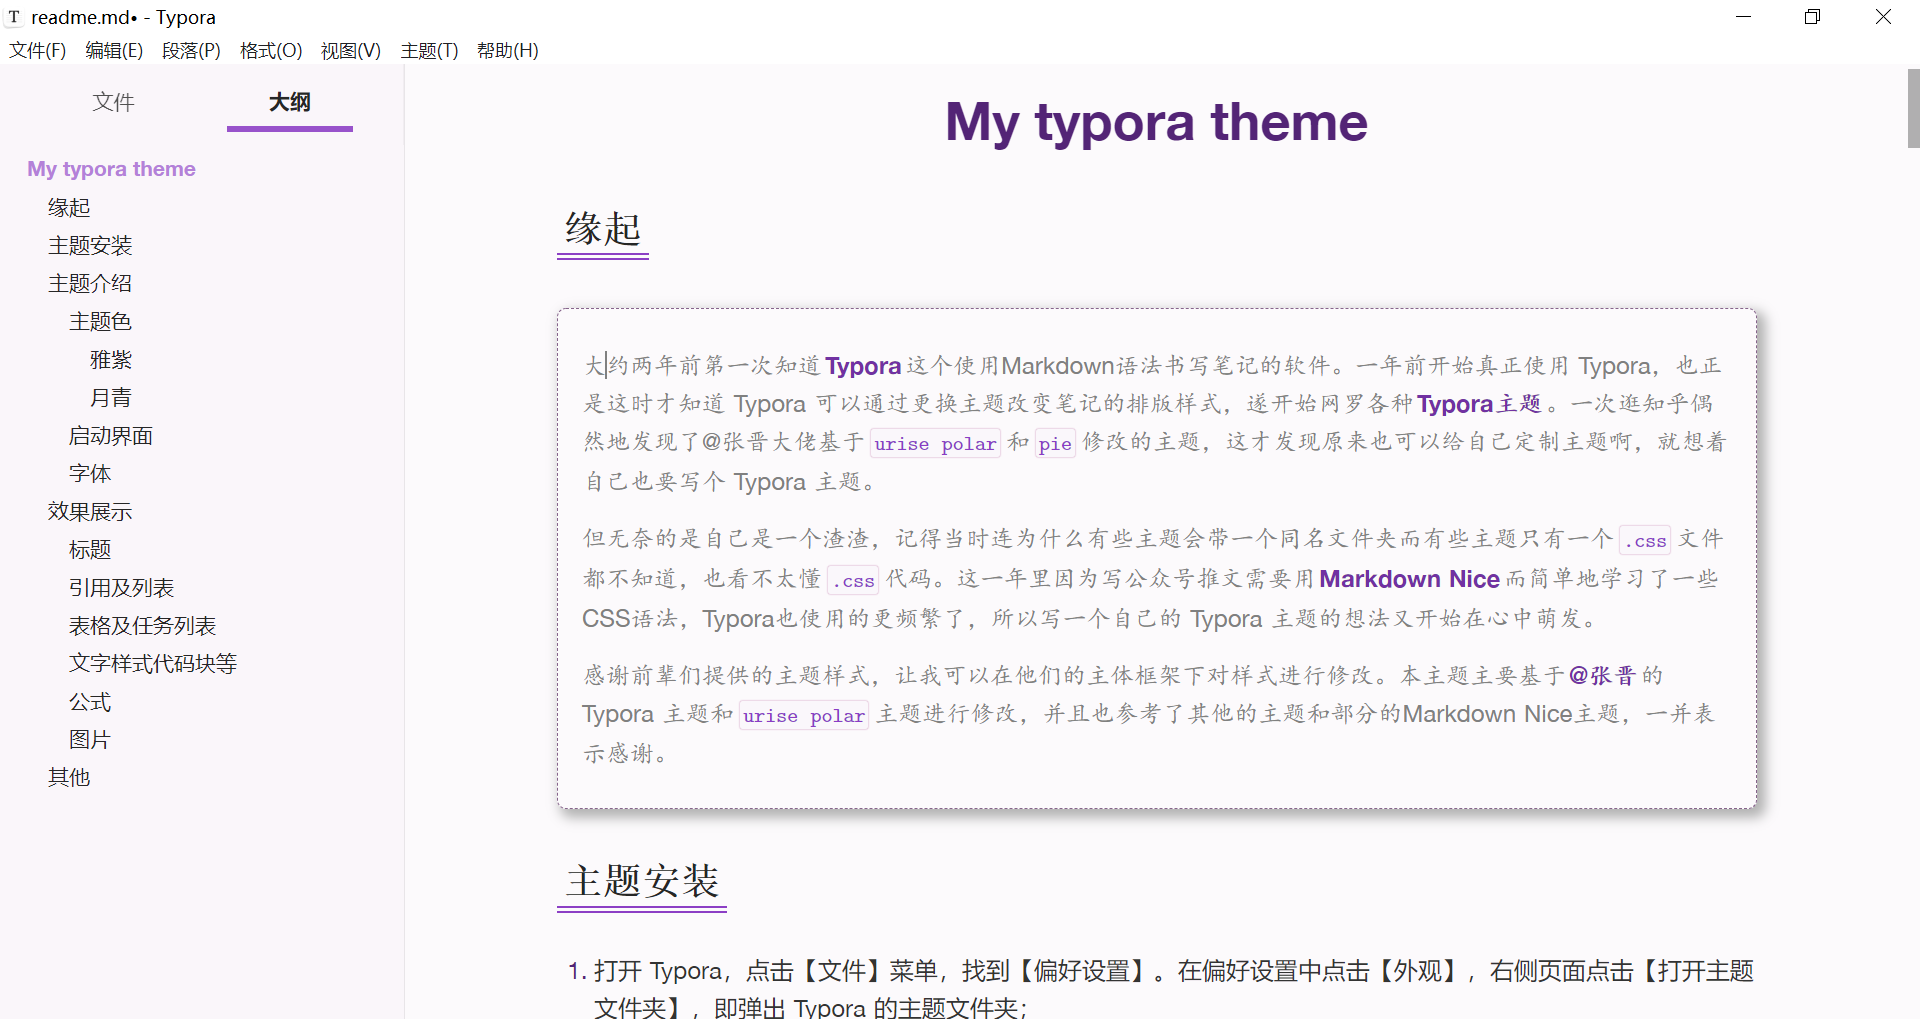 T readme.md• - Typora
文件(F) 编辑(E) 段落(P) 格式(O) 视图(V) 主题(T) 帮助(H)
文件 大纲
My typora theme
缘起
主题安装
主题介绍
主题色
雅紫
月青
启动界面
字体
效果展示
标题
引用及列表
表格及任务列表
文字样式代码块等
公式
图片
其他
My typora theme
缘起
大约两年前第一次知道Typora这个使用Markdown语法书写笔记的软件。一年前开始真正使用 Typora，也正
是这时才知道 Typora 可以通过更换主题改变笔记的排版样式，遂开始网罗各种Typora主题。一次逛知乎偶
然地发现了@张晋大佬基于 urise polar 和 pie 修改的主题，这才发现原来也可以给自己定制主题啊，就想着
自己也要写个 Typora 主题。
但无奈的是自己是一个渣渣，记得当时连为什么有些主题会带一个同名文件夹而有些主题只有一个 .css 文件
都不知道，也看不太懂 .css 代码。这一年里因为写公众号推文需要用Markdown Nice而简单地学习了一些
CSS语法，Typora也使用的更频繁了，所以写一个自己的 Typora 主题的想法又开始在心中萌发。
感谢前辈们提供的主题样式，让我可以在他们的主体框架下对样式进行修改。本主题主要基于@张晋的
Typora 主题和 urise polar 主题进行修改，并且也参考了其他的主题和部分的Markdown Nice主题，一并表
示感谢。
主题安装
1. 打开 Typora，点击【文件】菜单，找到【偏好设置】。在偏好设置中点击【外观】，右侧页面点击【打开主题
文件夹】，即弹出 Typora 的主题文件夹；